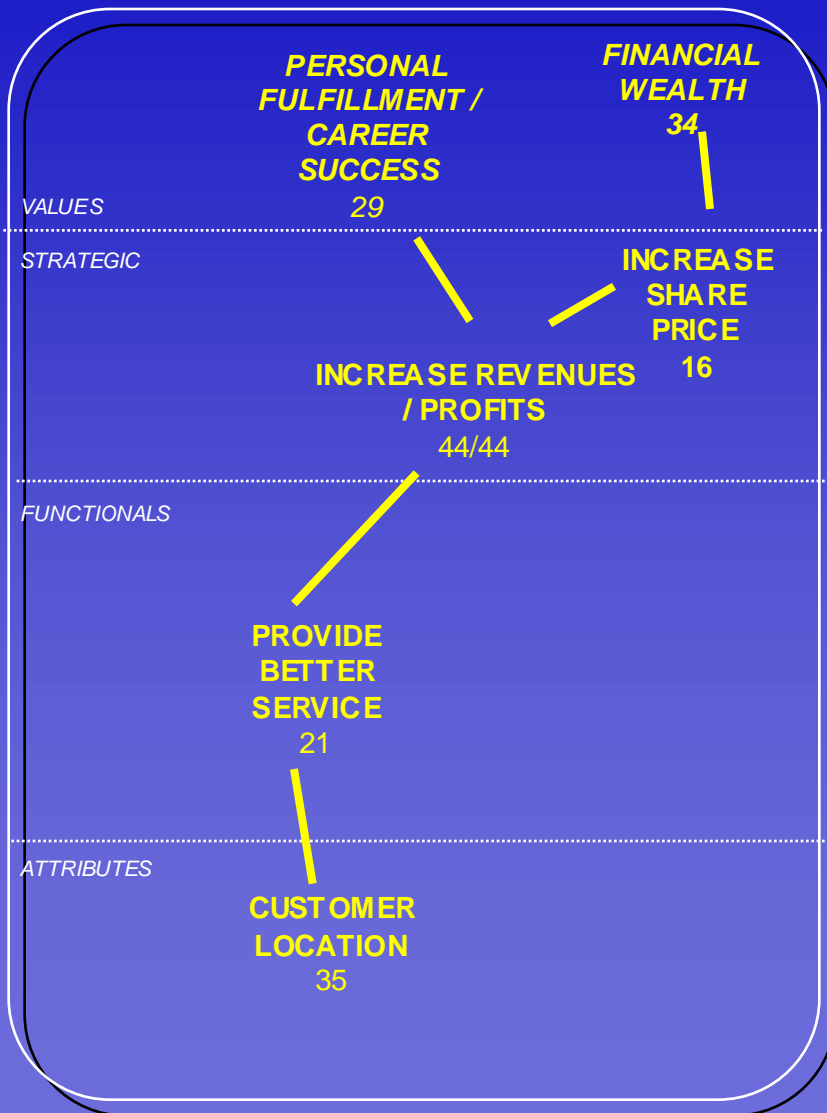 PERSONAL
FULFILLMENT /
CAREER
SUCCESS
29
FINANCIAL
WEALTH
34
VALUES
STRATEGIC
INCREASE
SHARE
PRICE
16
INCREASE REVENUES
/ PROFITS
44/44
FUNCTIONALS
PROVIDE
BETTER
SERVICE
21
ATTRIBUTES
CUSTOMER
LOCATION
35